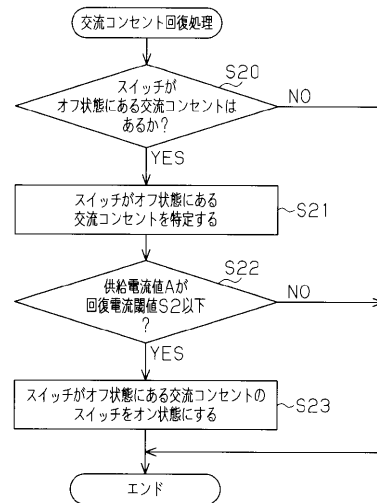 交流コンセント回復処理
S20
スイッチが
オフ状態にある交流コンセントは
あるか?
NO
YES
スイッチがオフ状態にある
交流コンセントを特定する
S21
S22
供給電流値Aが
回復電流閾値S2以下
?
NO
YES
スイッチがオフ状態にある交流コンセントの
スイッチをオン状態にする
S23
エンド